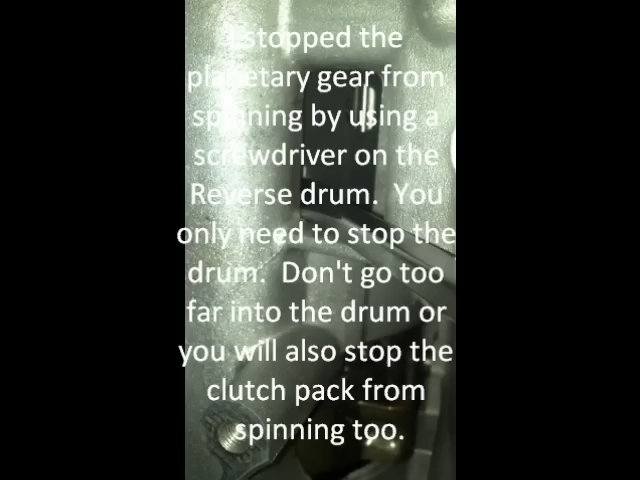 I stopped the
planetary gear from
spinning by using a
screwdriver on the
Reverse drum.  You
only need to stop the
drum.  Don't go too
far into the drum or
you will also stop the
clutch pack from
spinning too.